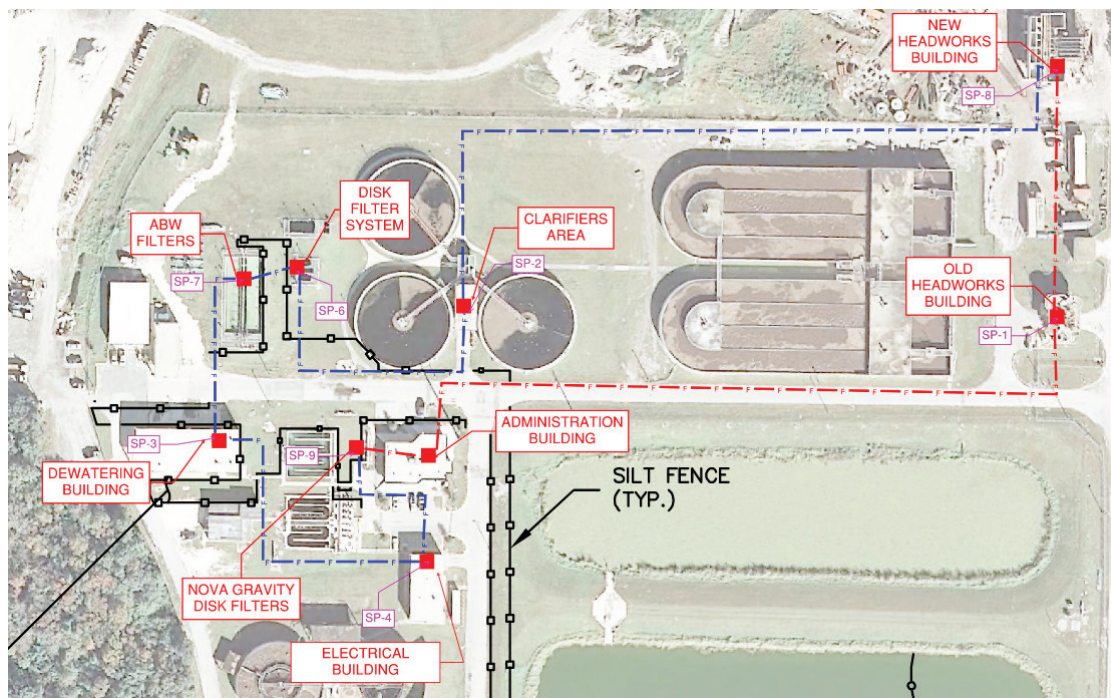 NEW
HEADWORKS
BUILDING
SP-8
DISK
FILTER
SYSTEM
ABW
FILTERS
CLARIFIERS
AREA
SP-2
SP-7
SP-6
OLD
HEADWORKS
BUILDING
SP-1
ADMINISTRATION
BUILDING
SP-3
SP-9
DEWATERING
BUILDING
SILT FENCE
(TYP.)
NOVA GRAVITY
DISK FILTERS
SP-4
ELECTRICAL
BUILDING
F F F F F F F F F F